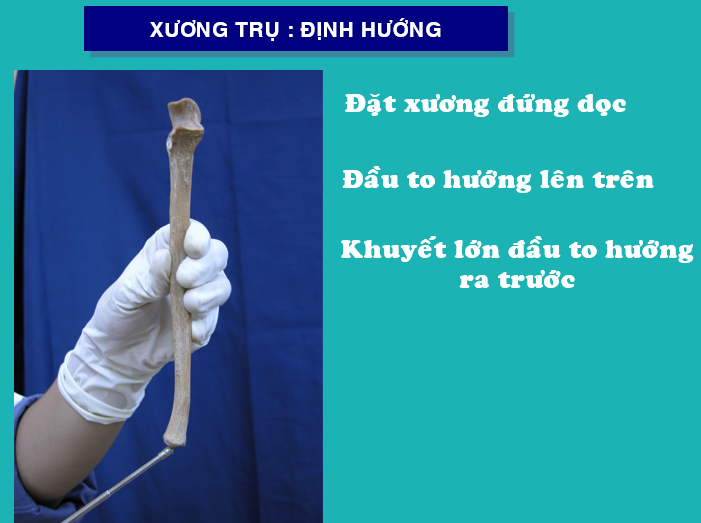 XƯƠNG TRỤ : ĐỊNH HƯỚNG
Đặt xương đứng dọc
Đầu to hướng lên trên
Khuyết lớn đầu to hướng
ra trước